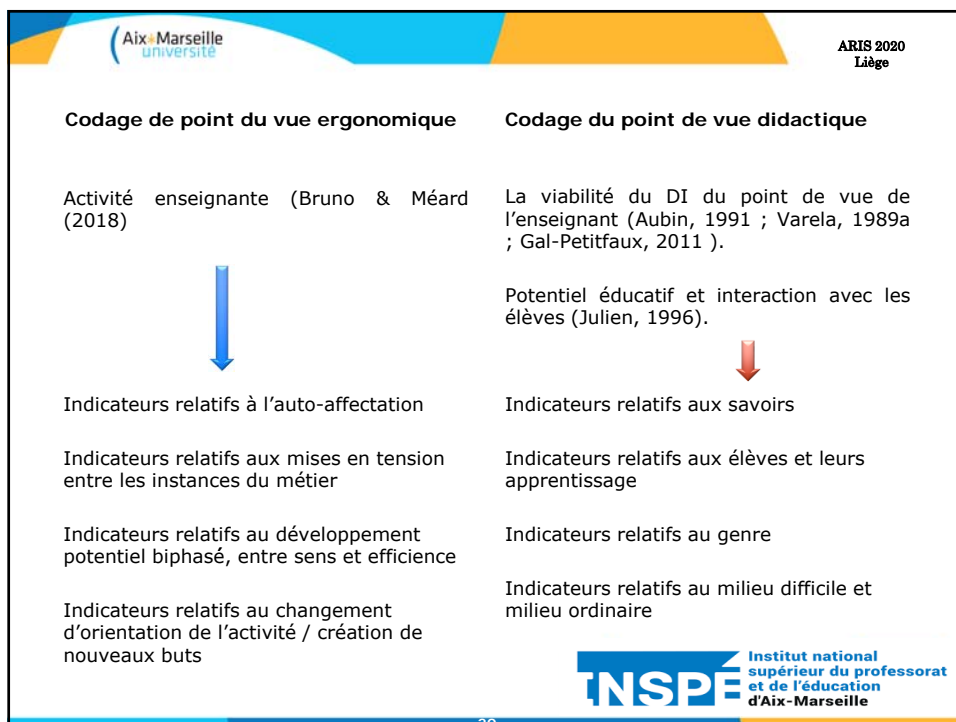 Aix*Marseille
université
ARIS 2020
Liège
Codage de point du vue ergonomique
Activité enseignante (Bruno & Méard
(2018)
Indicateurs relatifs à l'auto-affectation
Indicateurs relatifs aux mises en tension
entre les instances du métier
Indicateurs relatifs au développement
potentiel biphasé, entre sens et efficience
Indicateurs relatifs au changement
d'orientation de l'activité / création de
nouveaux buts
Codage du point de vue didactique
La viabilité du DI du point de vue de
l'enseignant (Aubin, 1991 ; Varela, 1989a
; Gal-Petitfaux, 2011 ).
Potentiel éducatif et interaction avec les
élèves (Julien, 1996).
Indicateurs relatifs aux savoirs
Indicateurs relatifs aux élèves et leurs
apprentissage
Indicateurs relatifs au genre
Indicateurs relatifs au milieu difficile et
milieu ordinaire
INSPÉ
Institut national
supérieur du professorat
et de l'éducation
d'Aix-Marseille